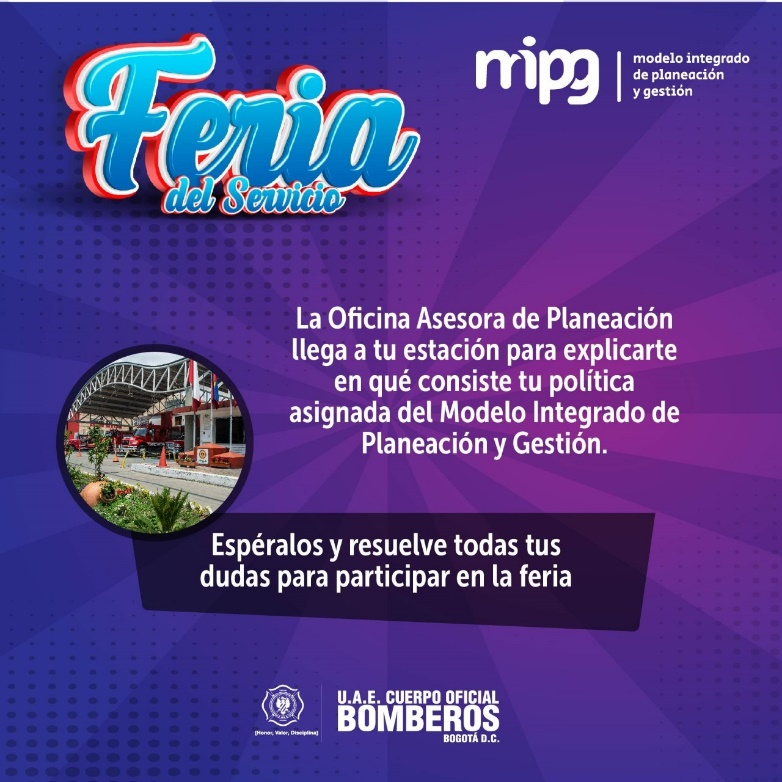 Feria
del Servicio
mipg
modelo integrado
de planeación
y gestión
La Oficina Asesora de Planeación
llega a tu estación para explicarte
en qué consiste tu política
asignada del Modelo Integrado de
Planeación y Gestión.
Espéralos y resuelve todas tus
dudas para participar en la feria
[Honor, Valor, Disciplina]
U.A.E. CUERPO OFICIAL
BOMBEROS
BOGOTÁ D.C.